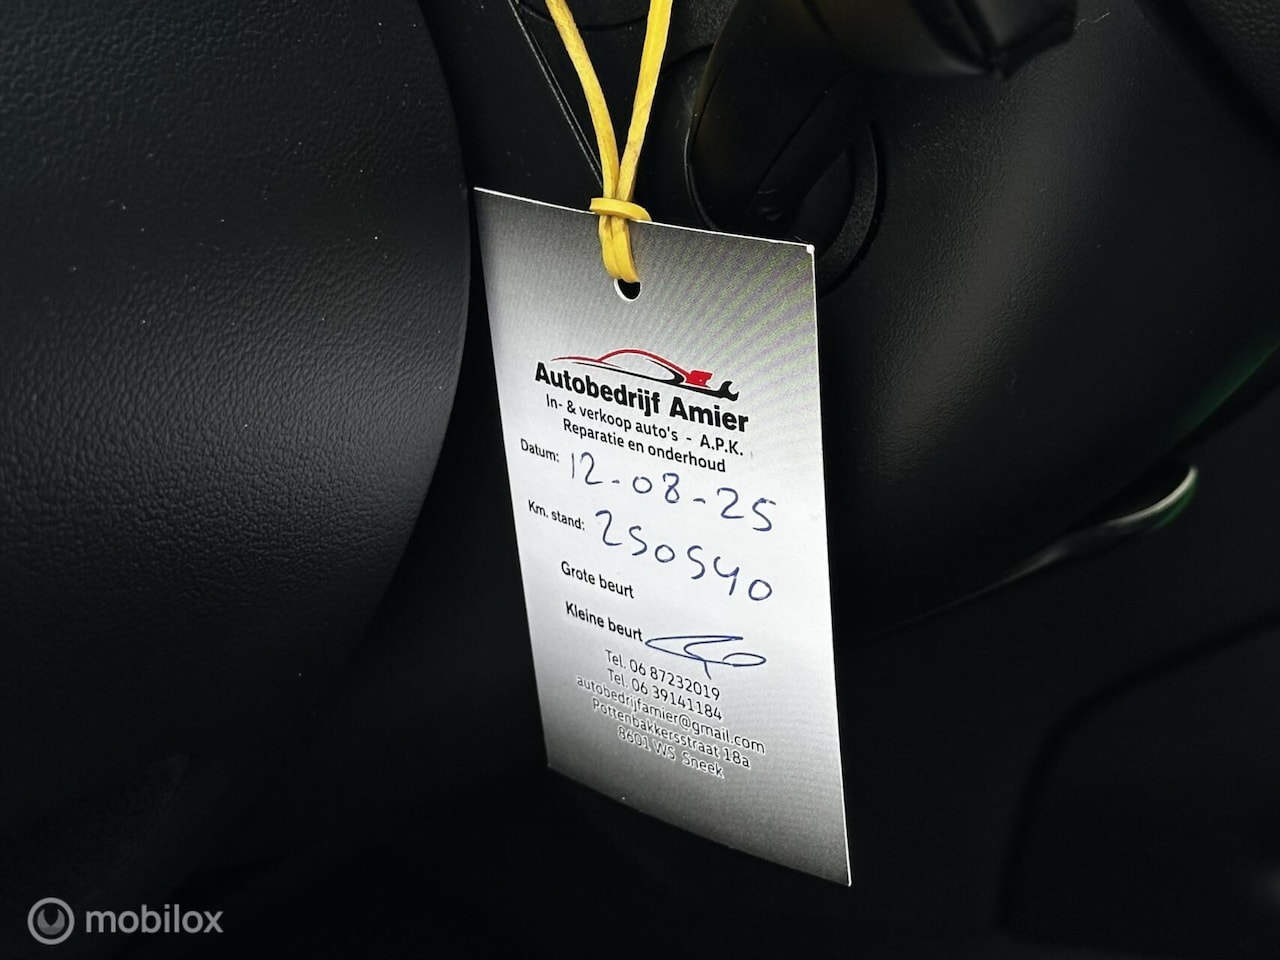 Autobedrijf Amier
In- & verkoop auto's - A.P.K.
Reparatie en onderhoud
Datum: 12-08-25
Km. stand: 250540
Grote beurt
Kleine beurt
Tel. 06 87232019
Tel. 06 39141184
autobedrijfamier@gmail.com
Pottenbakkersstraat 18a
8601 WS Sneek
mobilox